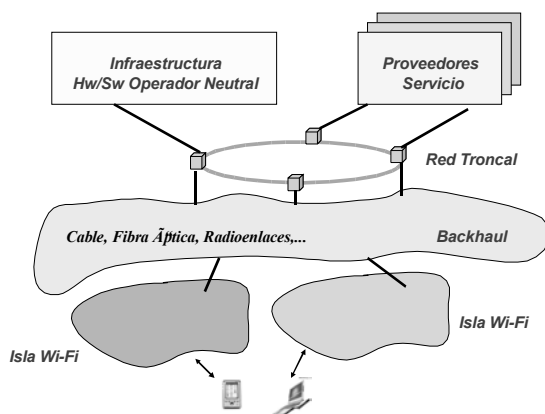 Infraestructura
Hw/Sw Operador Neutral
Proveedores
Servicio
Red Troncal
Cable, Fibra Ãptica, Radioenlaces,...
Backhaul
Isla Wi-Fi
Isla Wi-Fi